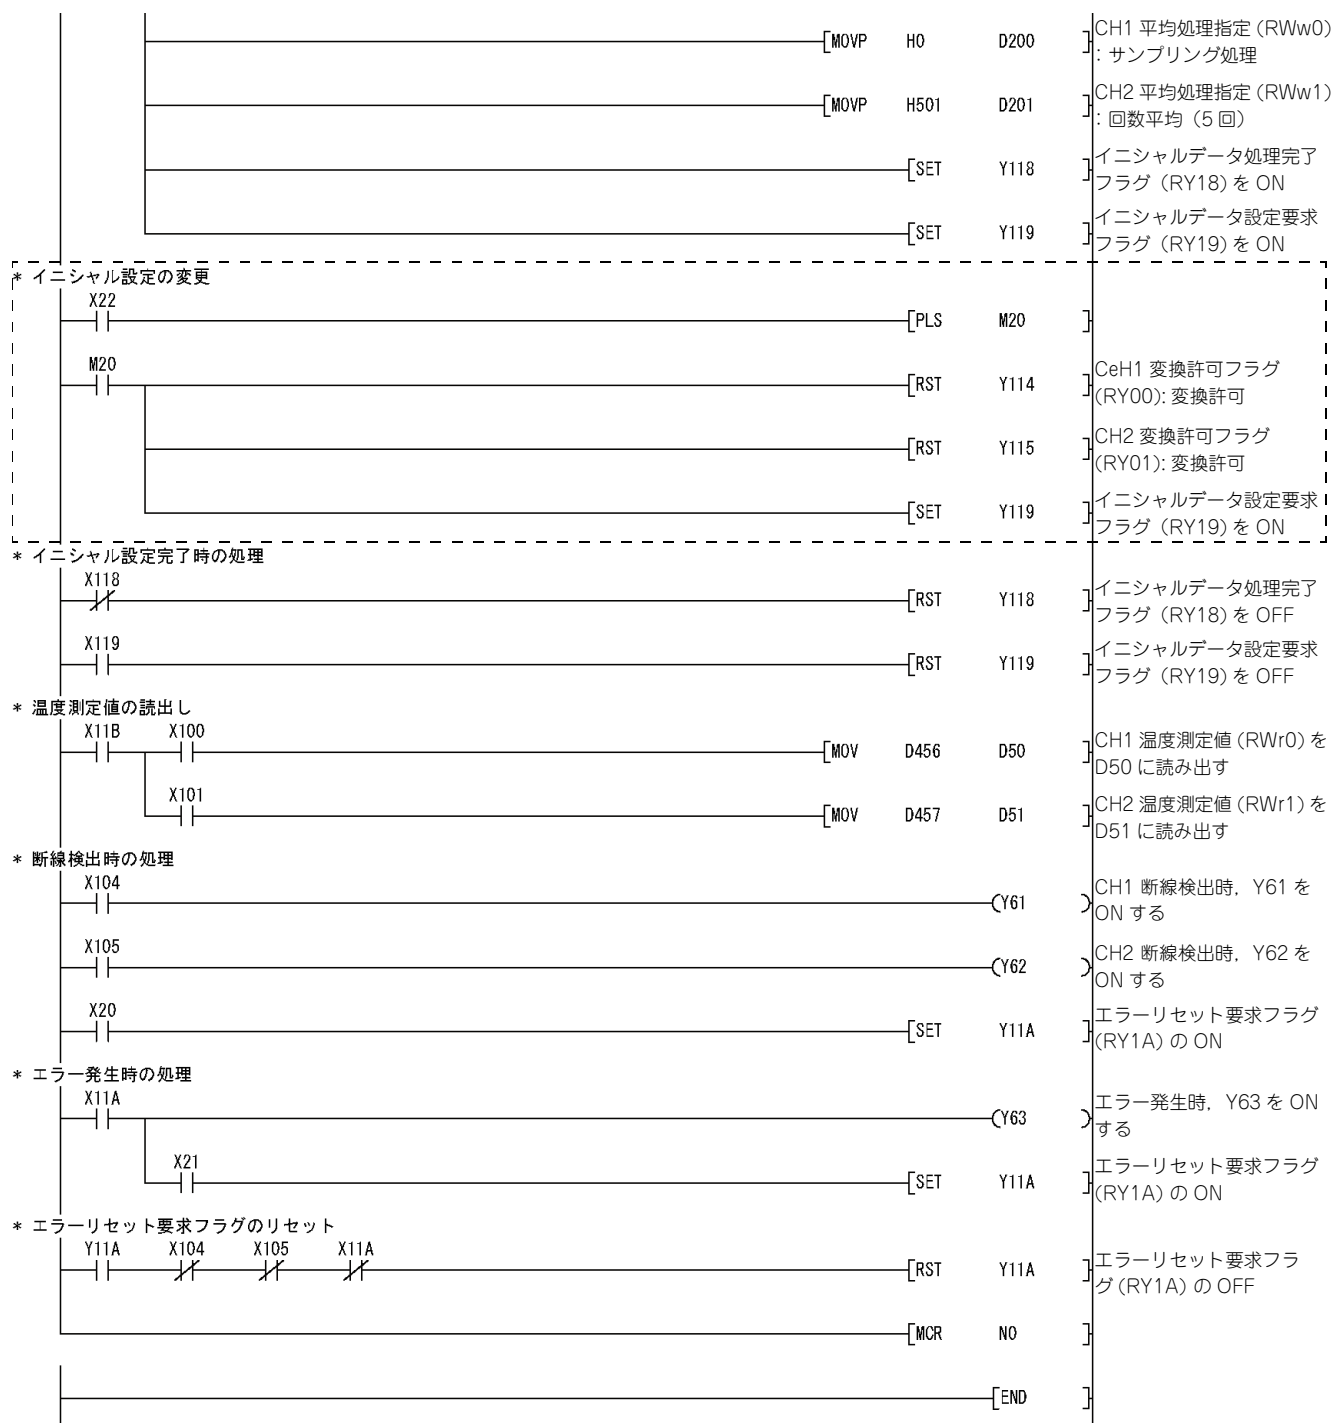 [MOVP H0 D200 ] CH1 平均処理指定 (RWw0)
: サンプリング処理
[MOVP H501 D201 ] CH2 平均処理指定 (RWw1)
: 回数平均（5 回）
[SET Y118 ] イニシャルデータ処理完了
フラグ（RY18) を ON
[SET Y119 ] イニシャルデータ設定要求
フラグ（RY19) を ON
* イニシャル設定の変更
X22
[PLS M20 ]
M20
[RST Y114 ] CeH1 変換許可フラグ
(RY00): 変換許可
[RST Y115 ] CH2 変換許可フラグ
(RY01): 変換許可
[SET Y119 ] イニシャルデータ設定要求
フラグ（RY19) を ON
* イニシャル設定完了時の処理
X118
[RST Y118 ] イニシャルデータ処理完了
フラグ（RY18) を OFF
X119
[RST Y119 ] イニシャルデータ設定要求
フラグ（RY19) を OFF
* 温度測定値の読出し
X11B X100
[MOV D456 D50 ] CH1 温度測定値 (RWr0) を
D50 に読み出す
X101
[MOV D457 D51 ] CH2 温度測定値 (RWr1) を
D51 に読み出す
* 断線検出時の処理
X104
(Y61 ) CH1 断線検出時，Y61 を
ON する
X105
(Y62 ) CH2 断線検出時，Y62 を
ON する
X20
[SET Y11A ] エラーリセット要求フラグ
(RY1A) の ON
* エラー発生時の処理
X11A
(Y63 ) エラー発生時，Y63 を ON
する
X21
[SET Y11A ] エラーリセット要求フラグ
(RY1A) の ON
* エラーリセット要求フラグのリセット
Y11A X104 X105 X11A
[RST Y11A ] エラーリセット要求フラ
グ (RY1A) の OFF
[MCR N0 ]
[END ]